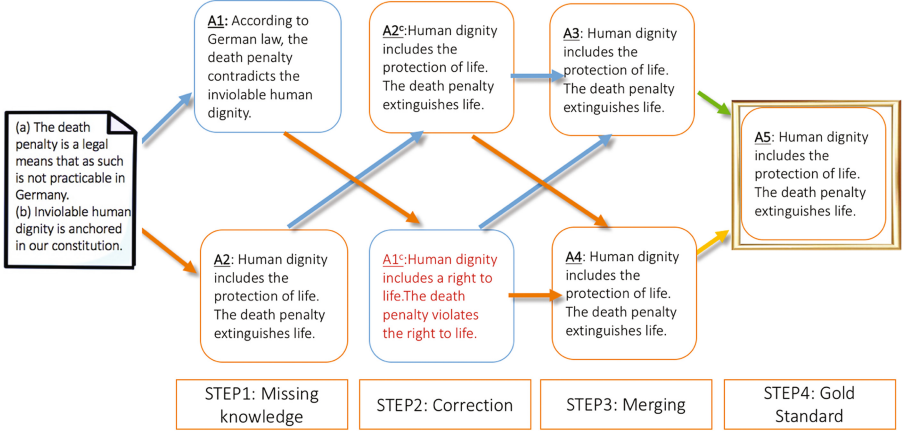 (a) The death
penalty is a legal
means that as such
is not practicable in
Germany.
(b) Inviolable human
dignity is anchored
in our constitution.
A1: According to
German law, the
death penalty
contradicts the
inviolable human
dignity.
A2: Human dignity
includes the
protection of life.
The death penalty
extinguishes life.
A2ᶜ:Human dignity
includes the
protection of life.
The death penalty
extinguishes life.
A1ᶜ:Human dignity
includes a right to
life.The death
penalty violates
the right to life.
A3: Human dignity
includes the
protection of life.
The death penalty
extinguishes life.
A4: Human dignity
includes the
protection of life.
The death penalty
extinguishes life.
A5: Human dignity
includes the
protection of life.
The death penalty
extinguishes life.
STEP1: Missing
knowledge
STEP2: Correction
STEP3: Merging
STEP4: Gold
Standard